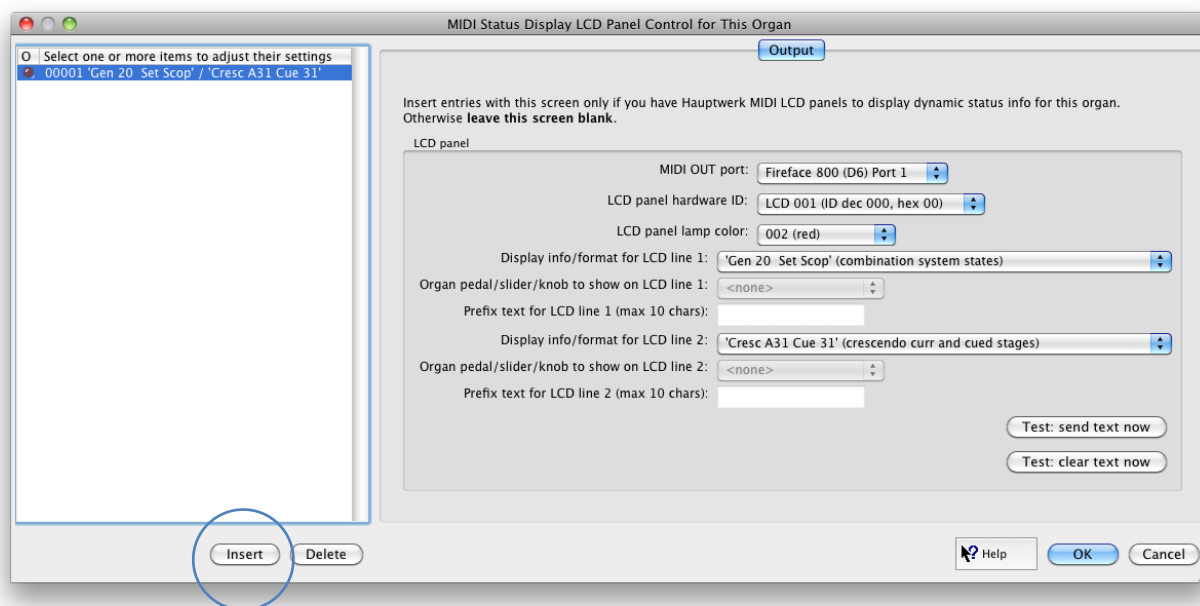 MIDI Status Display LCD Panel Control for This Organ
O Select one or more items to adjust their settings
00001 'Gen 20  Set Scop' / 'Cresc A31 Cue 31'
Output
Insert entries with this screen only if you have Hauptwerk MIDI LCD panels to display dynamic status info for this organ.
Otherwise leave this screen blank.
LCD panel
MIDI OUT port: Fireface 800 (D6) Port 1
LCD panel hardware ID: LCD 001 (ID dec 000, hex 00)
LCD panel lamp color: 002 (red)
Display info/format for LCD line 1: 'Gen 20  Set Scop' (combination system states)
Organ pedal/slider/knob to show on LCD line 1: <none>
Prefix text for LCD line 1 (max 10 chars):
Display info/format for LCD line 2: 'Cresc A31 Cue 31' (crescendo curr and cued stages)
Organ pedal/slider/knob to show on LCD line 2: <none>
Prefix text for LCD line 2 (max 10 chars):
Test: send text now
Test: clear text now
Insert Delete Help OK Cancel